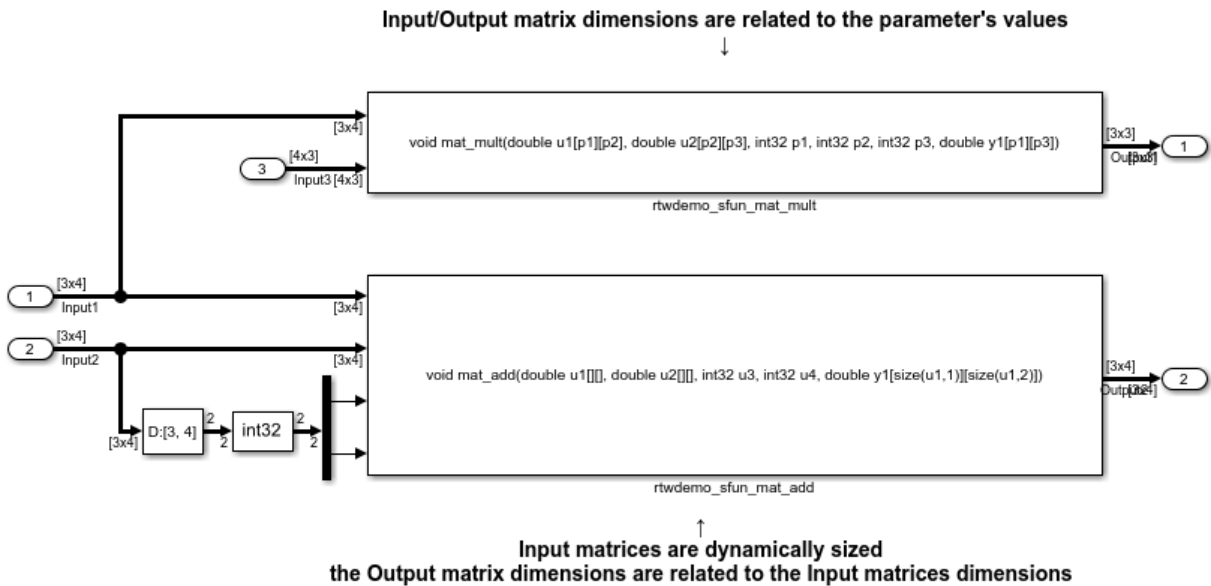 Input/Output matrix dimensions are related to the parameter's values
↓
[3x4]
void mat_mult(double u1[p1][p2], double u2[p2][p3], int32 p1, int32 p2, int32 p3, double y1[p1][p3])
[3x3]
1
3
[4x3]
Input3 [4x3]
Output1
[3x3]
rtwdemo_sfun_mat_mult
1
[3x4]
Input1
[3x4]
2
[3x4]
Input2
[3x4]
void mat_add(double u1[][], double u2[][], int32 u3, int32 u4, double y1[size(u1,1)][size(u1,2)])
[3x4]
2
Output2
[3x4]
[3x4]
D:[3, 4]
2
2
int32
2
2
rtwdemo_sfun_mat_add
↑
Input matrices are dynamically sized
the Output matrix dimensions are related to the Input matrices dimensions